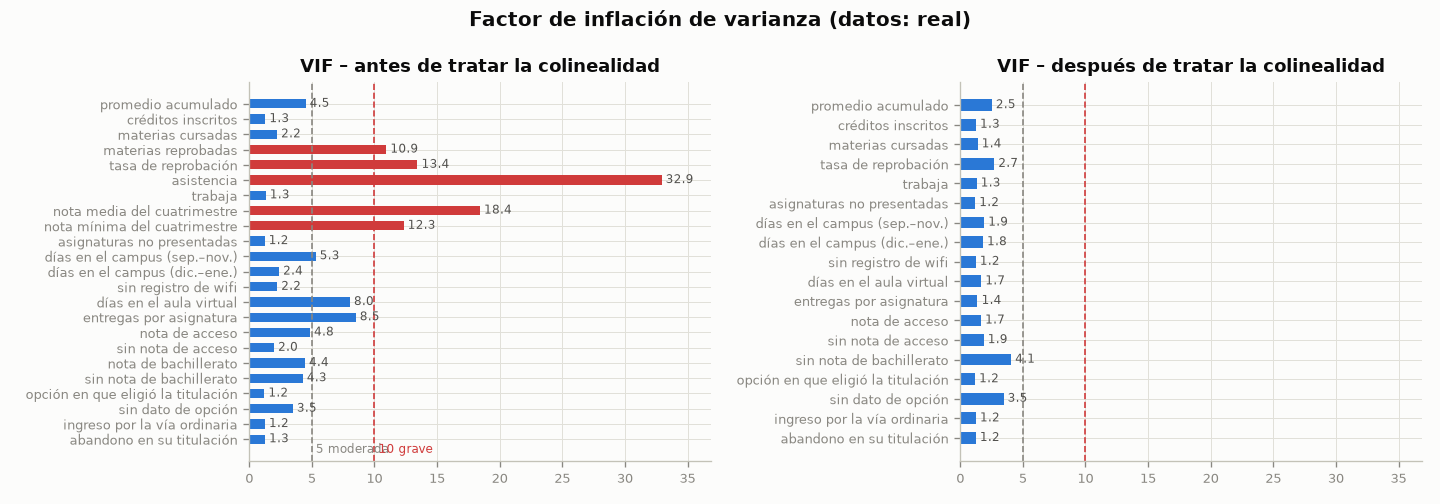 Factor de inflación de varianza (datos: real)
VIF – antes de tratar la colinealidad
promedio acumulado 4.5
créditos inscritos 1.3
materias cursadas 2.2
materias reprobadas 10.9
tasa de reprobación 13.4
asistencia 32.9
trabaja 1.3
nota media del cuatrimestre 18.4
nota mínima del cuatrimestre 12.3
asignaturas no presentadas 1.2
días en el campus (sep.–nov.) 5.3
días en el campus (dic.–ene.) 2.4
sin registro de wifi 2.2
días en el aula virtual 8.0
entregas por asignatura 8.5
nota de acceso 4.8
sin nota de acceso 2.0
nota de bachillerato 4.4
sin nota de bachillerato 4.3
opción en que eligió la titulación 1.2
sin dato de opción 3.5
ingreso por la vía ordinaria 1.2
abandono en su titulación 1.3
5 moderada 10 grave
0 5 10 15 20 25 30 35
VIF – después de tratar la colinealidad
promedio acumulado 2.5
créditos inscritos 1.3
materias cursadas 1.4
tasa de reprobación 2.7
trabaja 1.3
asignaturas no presentadas 1.2
días en el campus (sep.–nov.) 1.9
días en el campus (dic.–ene.) 1.8
sin registro de wifi 1.2
días en el aula virtual 1.7
entregas por asignatura 1.4
nota de acceso 1.7
sin nota de acceso 1.9
sin nota de bachillerato 4.1
opción en que eligió la titulación 1.2
sin dato de opción 3.5
ingreso por la vía ordinaria 1.2
abandono en su titulación 1.2
0 5 10 15 20 25 30 35